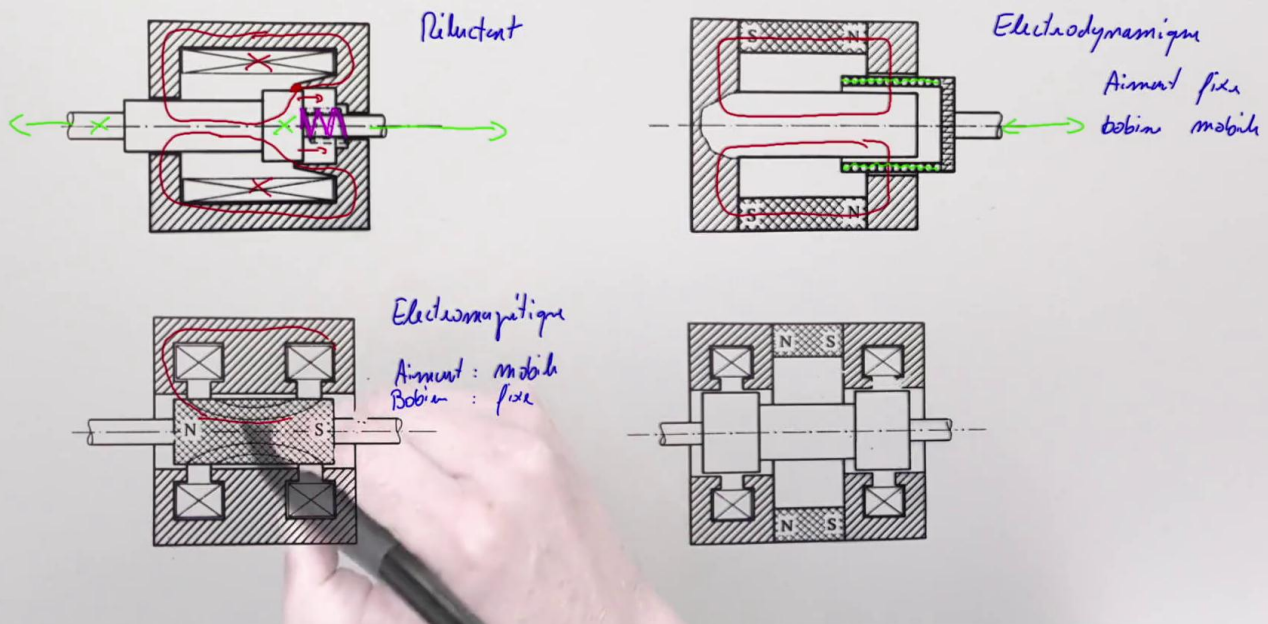 Réluctant
S N
S N
Electrodynamique
Aimant fixe
bobine mobile
N S
Electromagnétique
Aimant : mobile
Bobine : fixe
N S
N S